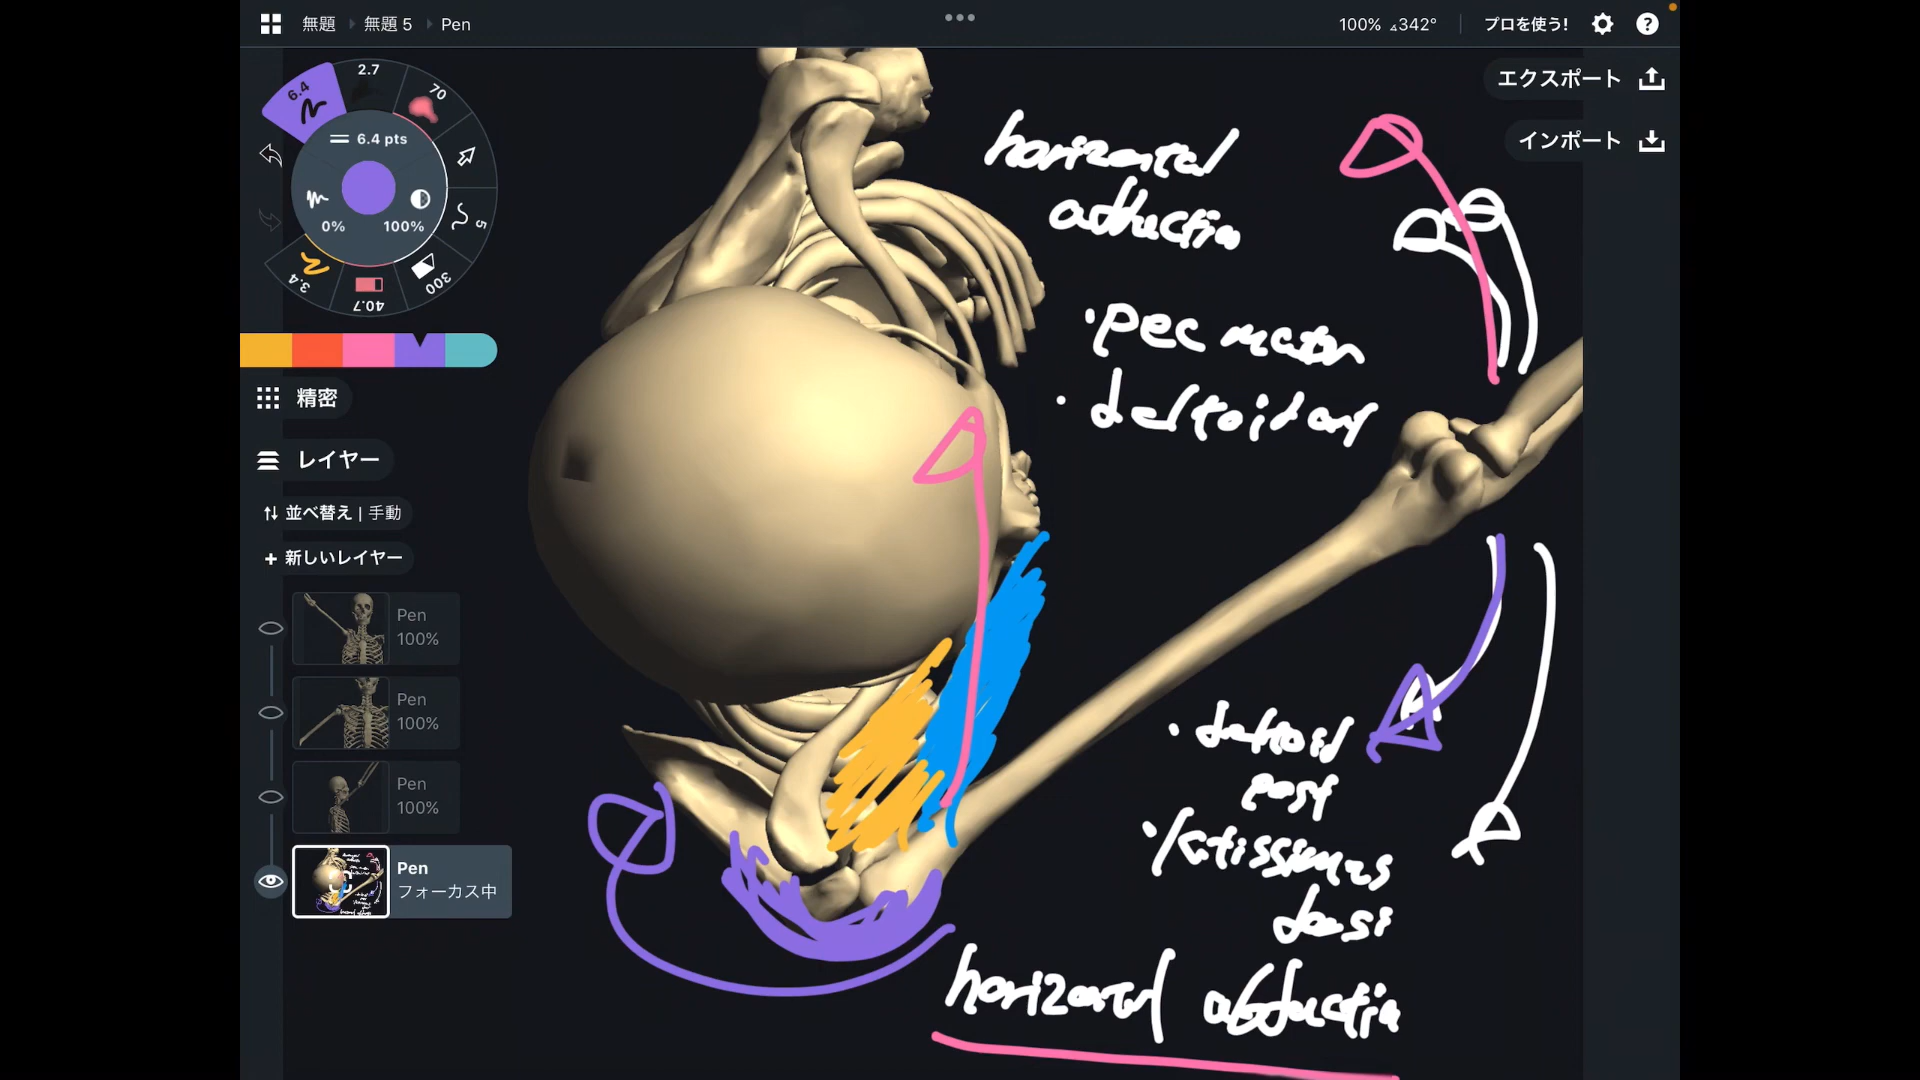 無題 無題 5 Pen
100% 342° プロを使う!
エクスポート
インポート
2.7
6.4
70
6.4 pts
0% 100%
5
3.4
40.7
300
精密
レイヤー
並べ替え | 手動
新しいレイヤー
Pen
100%
Pen
100%
Pen
100%
Pen
フォーカス中
horizontal
adduction
・pec major
・deltoid ant
・deltoid
post
・latissimus
dorsi
horizontal abduction